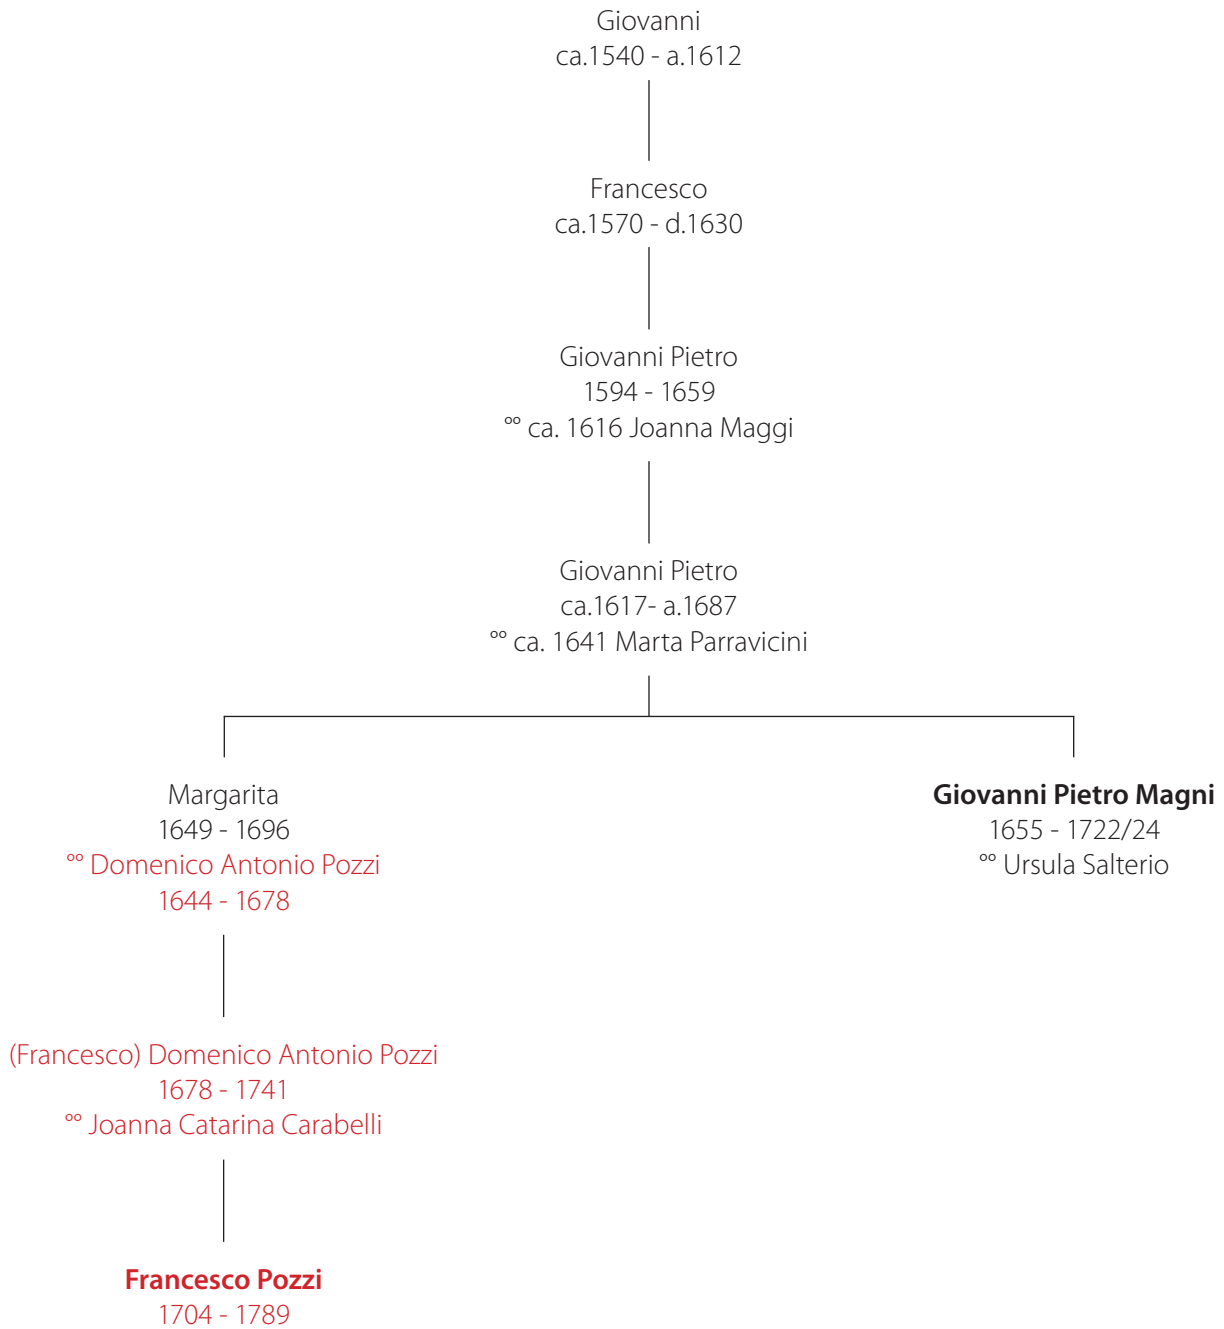 Giovanni
ca.1540 - a.1612
Francesco
ca.1570 - d.1630
Giovanni Pietro
1594 - 1659
°° ca. 1616 Joanna Maggi
Giovanni Pietro
ca.1617- a.1687
°° ca. 1641 Marta Parravicini
Margarita
1649 - 1696
°° Domenico Antonio Pozzi
1644 - 1678
Giovanni Pietro Magni
1655 - 1722/24
°° Ursula Salterio
(Francesco) Domenico Antonio Pozzi
1678 - 1741
°° Joanna Catarina Carabelli
Francesco Pozzi
1704 - 1789